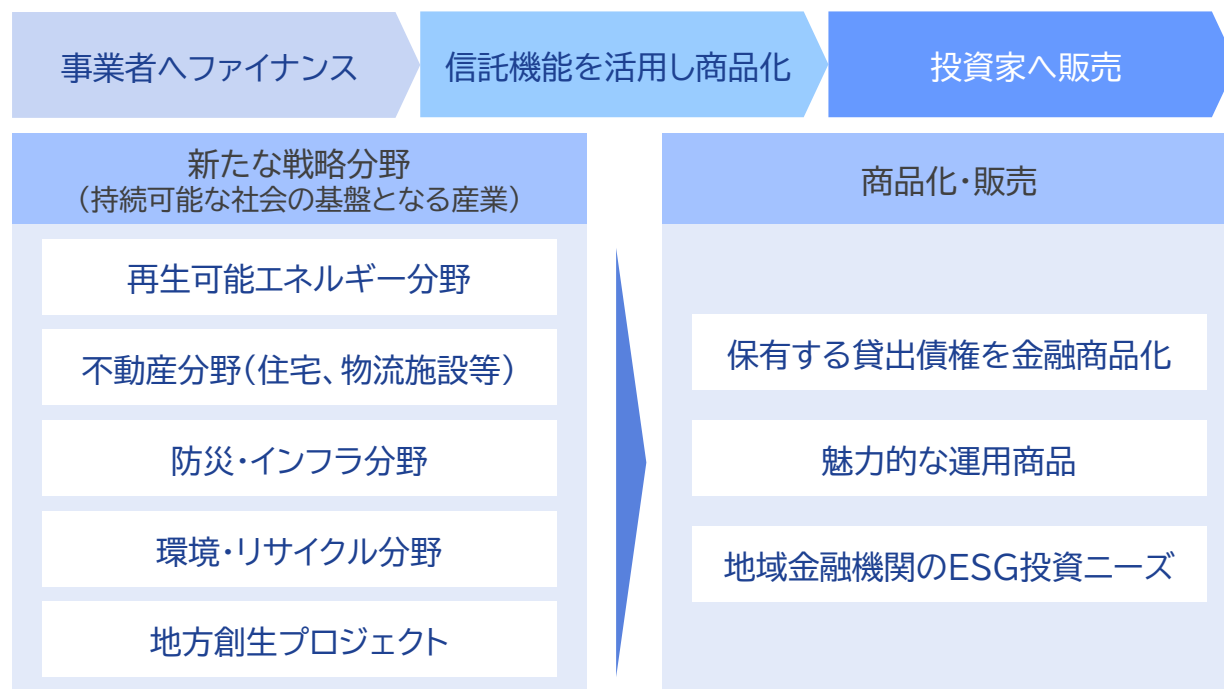 事業者へファイナンス
信託機能を活用し商品化
投資家へ販売
新たな戦略分野
（持続可能な社会の基盤となる産業）
再生可能エネルギー分野
不動産分野（住宅、物流施設等）
防災・インフラ分野
環境・リサイクル分野
地方創生プロジェクト
商品化・販売
保有する貸出債権を金融商品化
魅力的な運用商品
地域金融機関のESG投資ニーズ